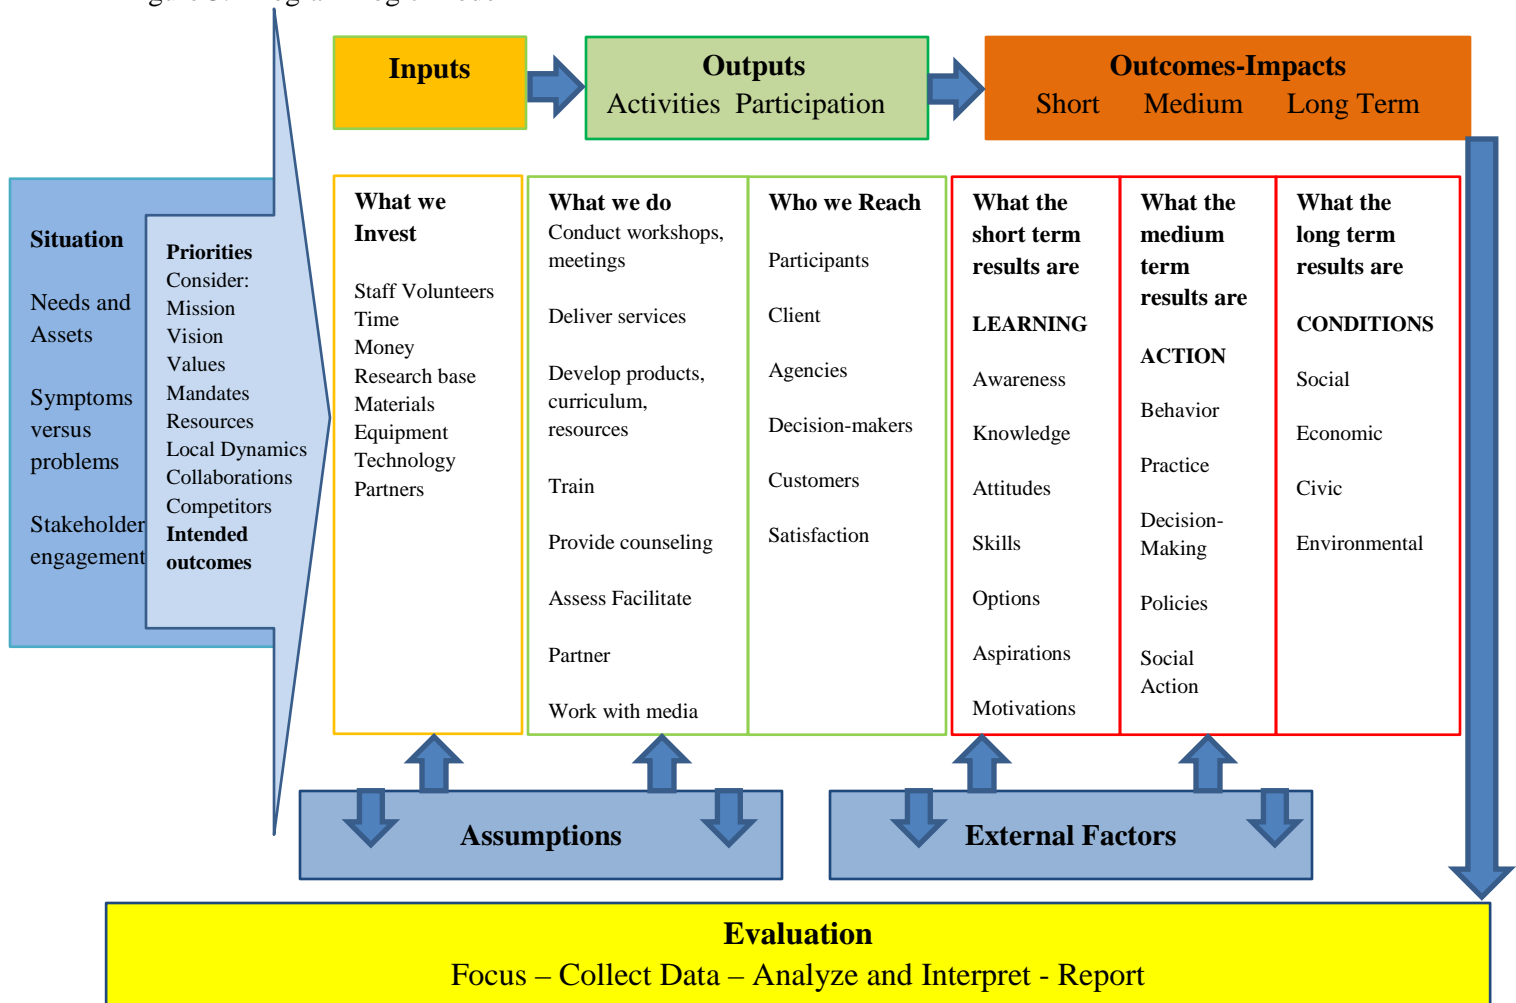 Inputs
Outputs
Activities Participation
Outcomes-Impacts
Short Medium Long Term
Situation
Needs and
Assets
Symptoms
versus
problems
Stakeholder
engagement
Priorities
Consider:
Mission
Vision
Values
Mandates
Resources
Local Dynamics
Collaborations
Competitors
Intended
outcomes
What we
Invest
Staff Volunteers
Time
Money
Research base
Materials
Equipment
Technology
Partners
What we do
Conduct workshops,
meetings
Deliver services
Develop products,
curriculum,
resources
Train
Provide counseling
Assess Facilitate
Partner
Work with media
Who we Reach
Participants
Client
Agencies
Decision-makers
Customers
Satisfaction
What the
short term
results are
LEARNING
Awareness
Knowledge
Attitudes
Skills
Options
Aspirations
Motivations
What the
medium
term
results are
ACTION
Behavior
Practice
Decision-
Making
Policies
Social
Action
What the
long term
results are
CONDITIONS
Social
Economic
Civic
Environmental
Assumptions
External Factors
Evaluation
Focus – Collect Data – Analyze and Interpret - Report